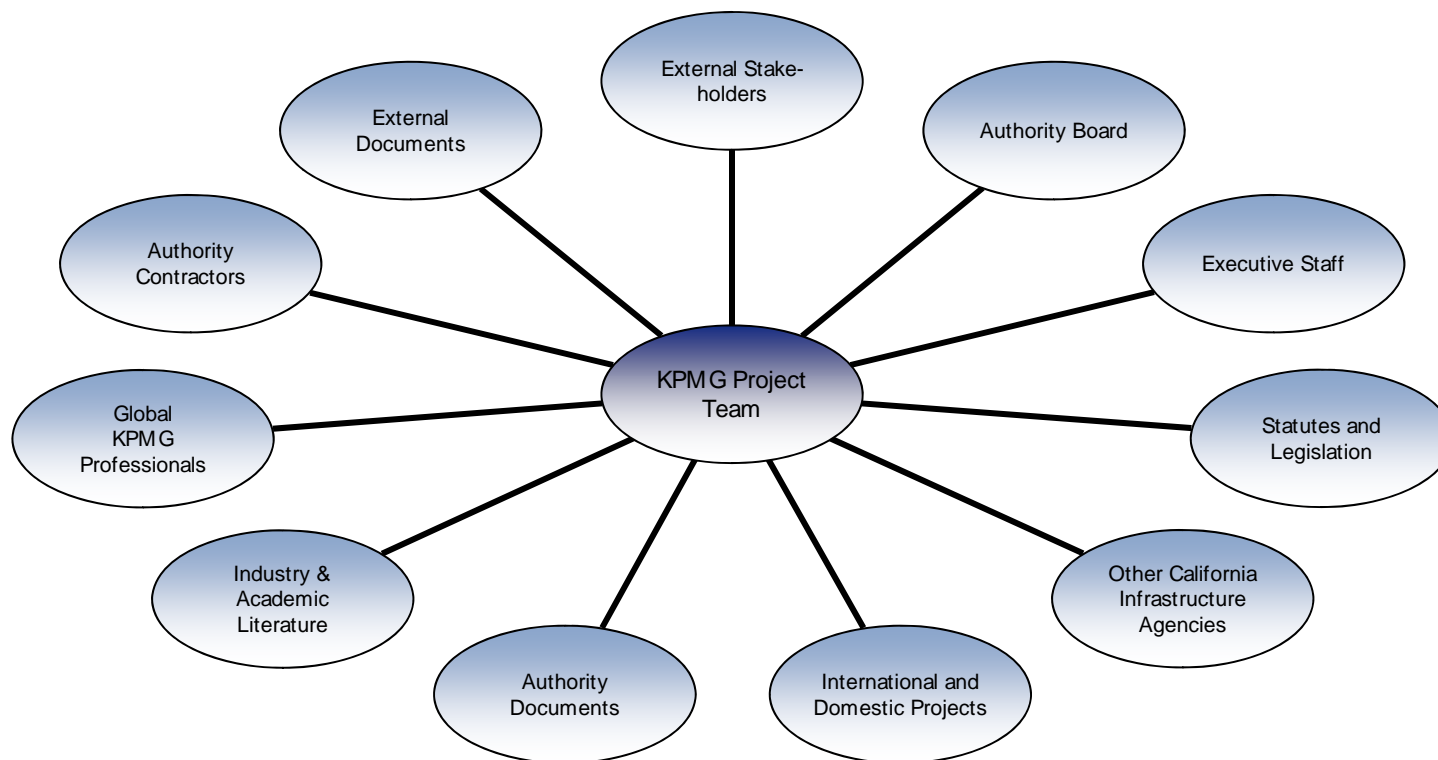 External Stake-
holders
External
Documents
Authority Board
Authority
Contractors
Executive Staff
KPMG Project
Team
Global
KPMG
Professionals
Statutes and
Legislation
Industry &
Academic
Literature
Other California
Infrastructure
Agencies
Authority
Documents
International and
Domestic Projects